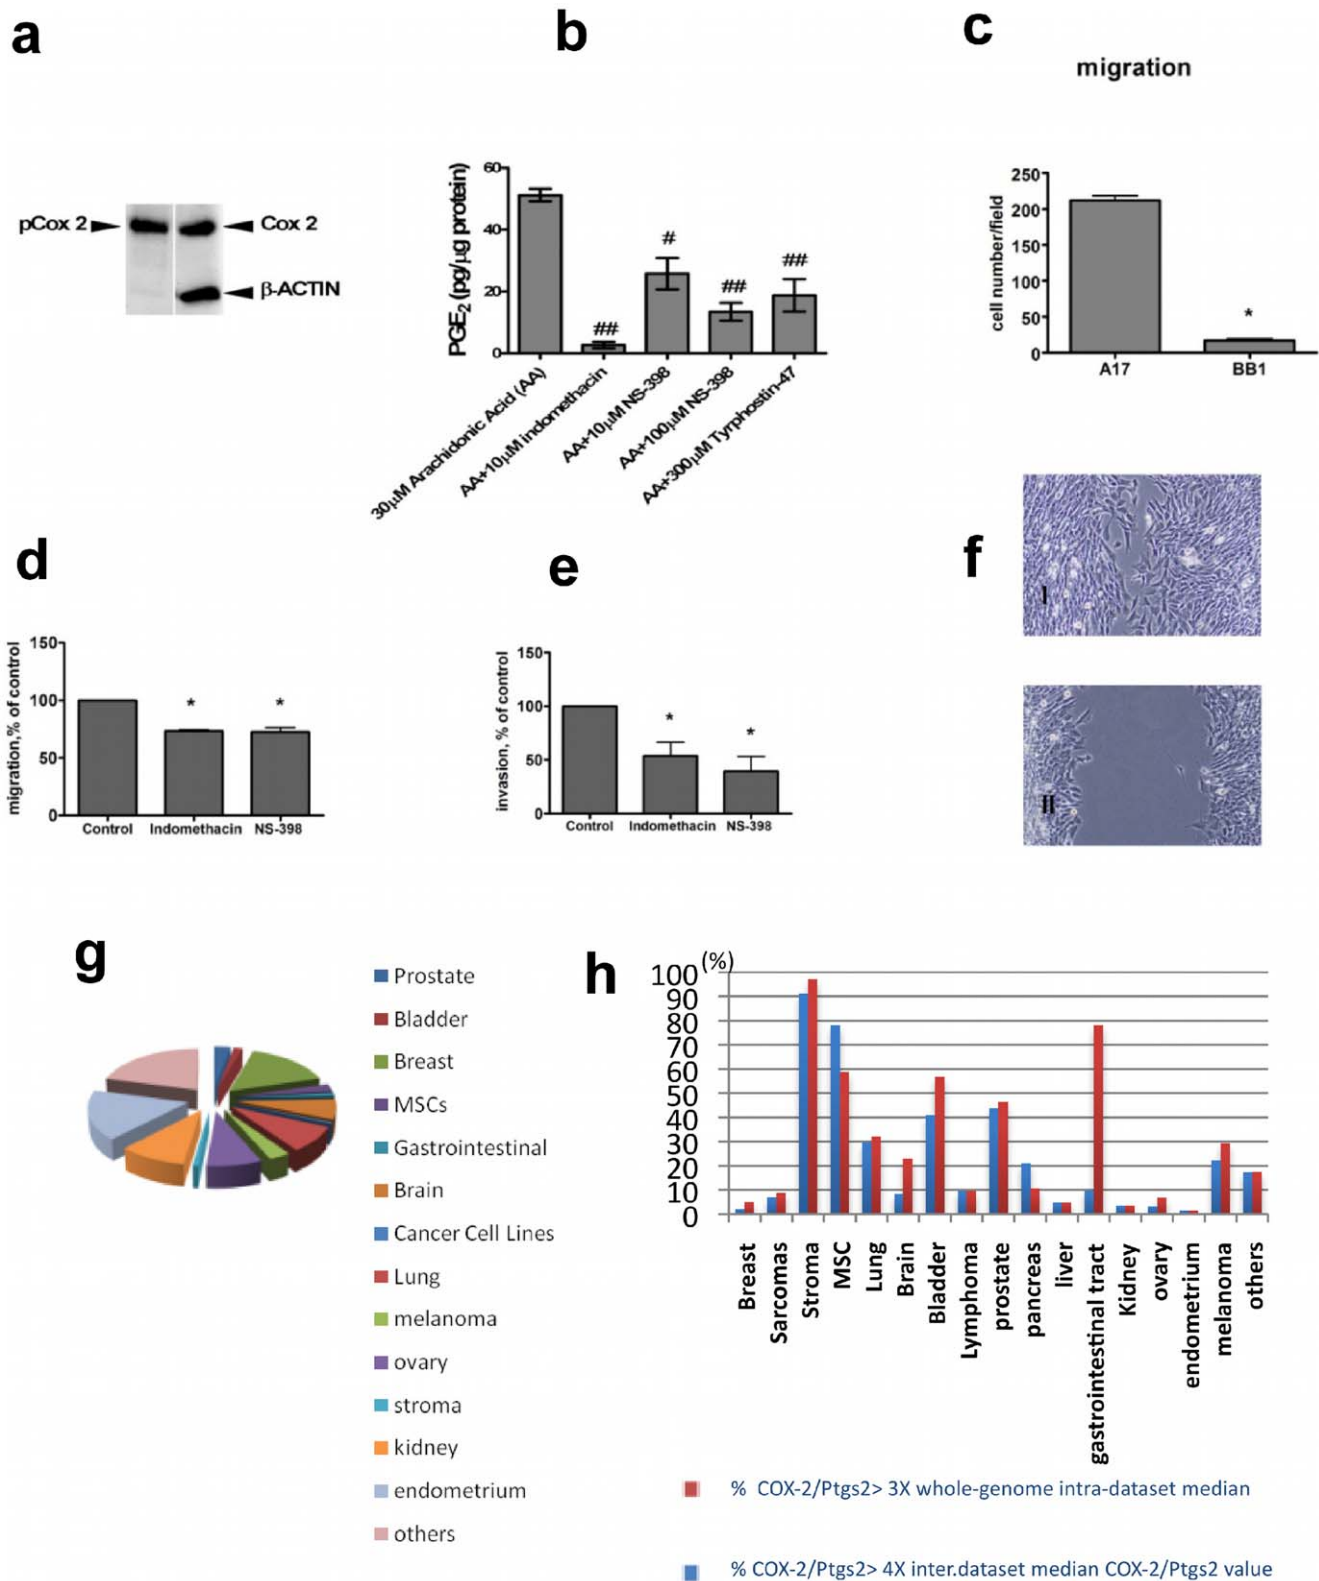 a
b
c
migration
pCox 2
Cox 2
β-ACTIN
PGE2 (pg/μg protein)
60
40
20
0
##
#
##
##
30μM Arachidonic Acid (AA)
AA+10μM indomethacin
AA+10μM NS-398
AA+100μM NS-398
AA+300μM Tyrphostin-47
cell number/field
250
200
150
100
50
0
*
A17
BB1
d
e
f
migration,% of control
150
100
50
0
*
*
Control
Indomethacin
NS-398
invasion, % of control
150
100
50
0
*
*
Control
Indomethacin
NS-398
I
II
g
Prostate
Bladder
Breast
MSCs
Gastrointestinal
Brain
Cancer Cell Lines
Lung
melanoma
ovary
stroma
kidney
endometrium
others
h
(%)
100
90
80
70
60
50
40
30
20
10
0
Breast
Sarcomas
Stroma
MSC
Lung
Brain
Bladder
Lymphoma
prostate
pancreas
liver
gastrointestinal tract
Kidney
ovary
endometrium
melanoma
others
% COX-2/Ptgs2> 3X whole-genome intra-dataset median
% COX-2/Ptgs2> 4X inter.dataset median COX-2/Ptgs2 value